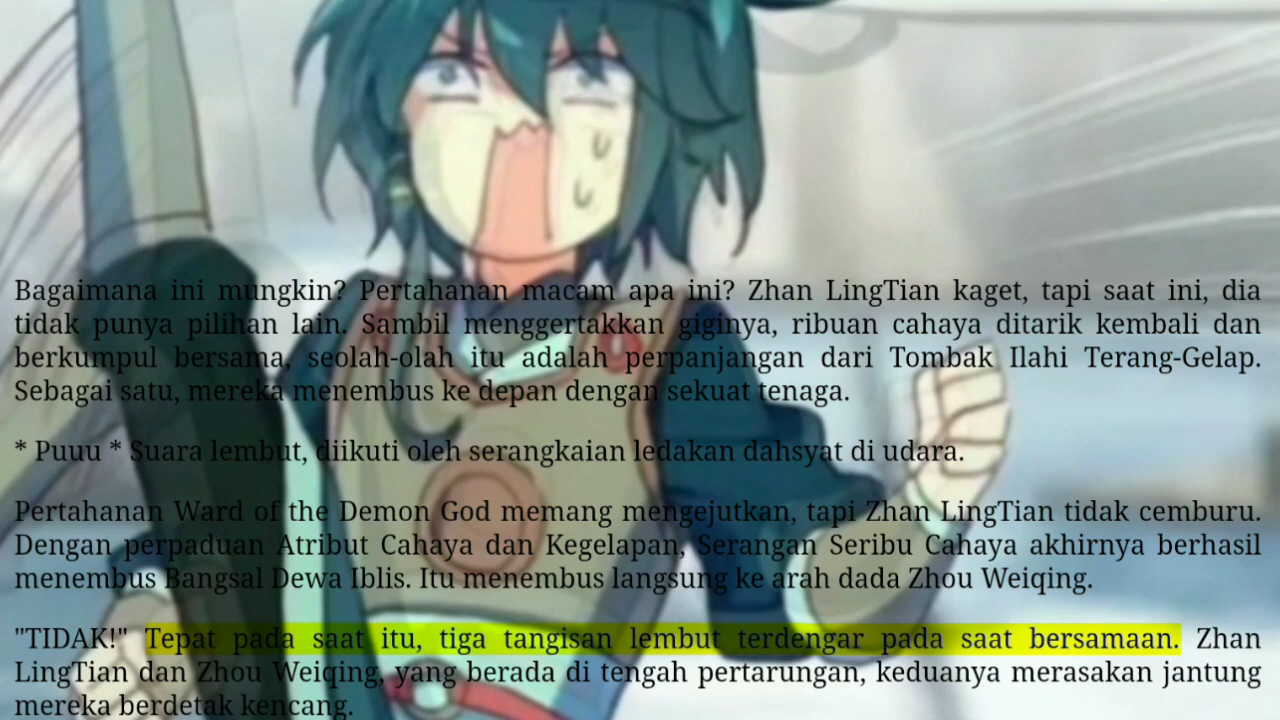 Bagaimana ini mungkin? Pertahanan macam apa ini? Zhan LingTian kaget, tapi saat ini, dia
tidak punya pilihan lain. Sambil menggertakkan giginya, ribuan cahaya ditarik kembali dan
berkumpul bersama, seolah-olah itu adalah perpanjangan dari Tombak Ilahi Terang-Gelap.
Sebagai satu, mereka menembus ke depan dengan sekuat tenaga.
* Puuu * Suara lembut, diikuti oleh serangkaian ledakan dahsyat di udara.
Pertahanan Ward of the Demon God memang mengejutkan, tapi Zhan LingTian tidak cemburu.
Dengan perpaduan Atribut Cahaya dan Kegelapan, Serangan Seribu Cahaya akhirnya berhasil
menembus Bangsal Dewa Iblis. Itu menembus langsung ke arah dada Zhou Weiqing.
"TIDAK!" Tepat pada saat itu, tiga tangisan lembut terdengar pada saat bersamaan. Zhan
LingTian dan Zhou Weiqing, yang berada di tengah pertarungan, keduanya merasakan jantung
mereka berdetak kencang.